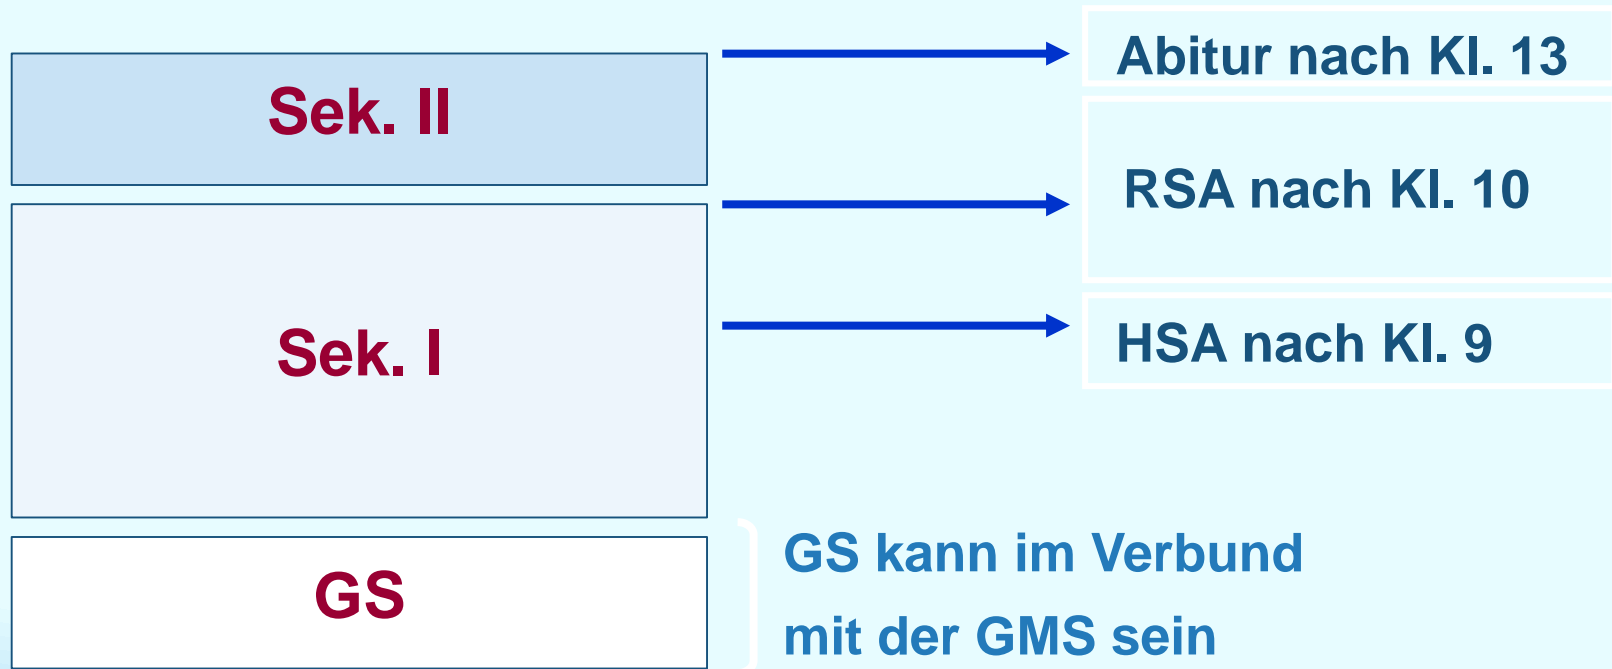 Abitur nach Kl. 13
Sek. II
RSA nach Kl. 10
HSA nach Kl. 9
Sek. I
GS kann im Verbund
mit der GMS sein
GS